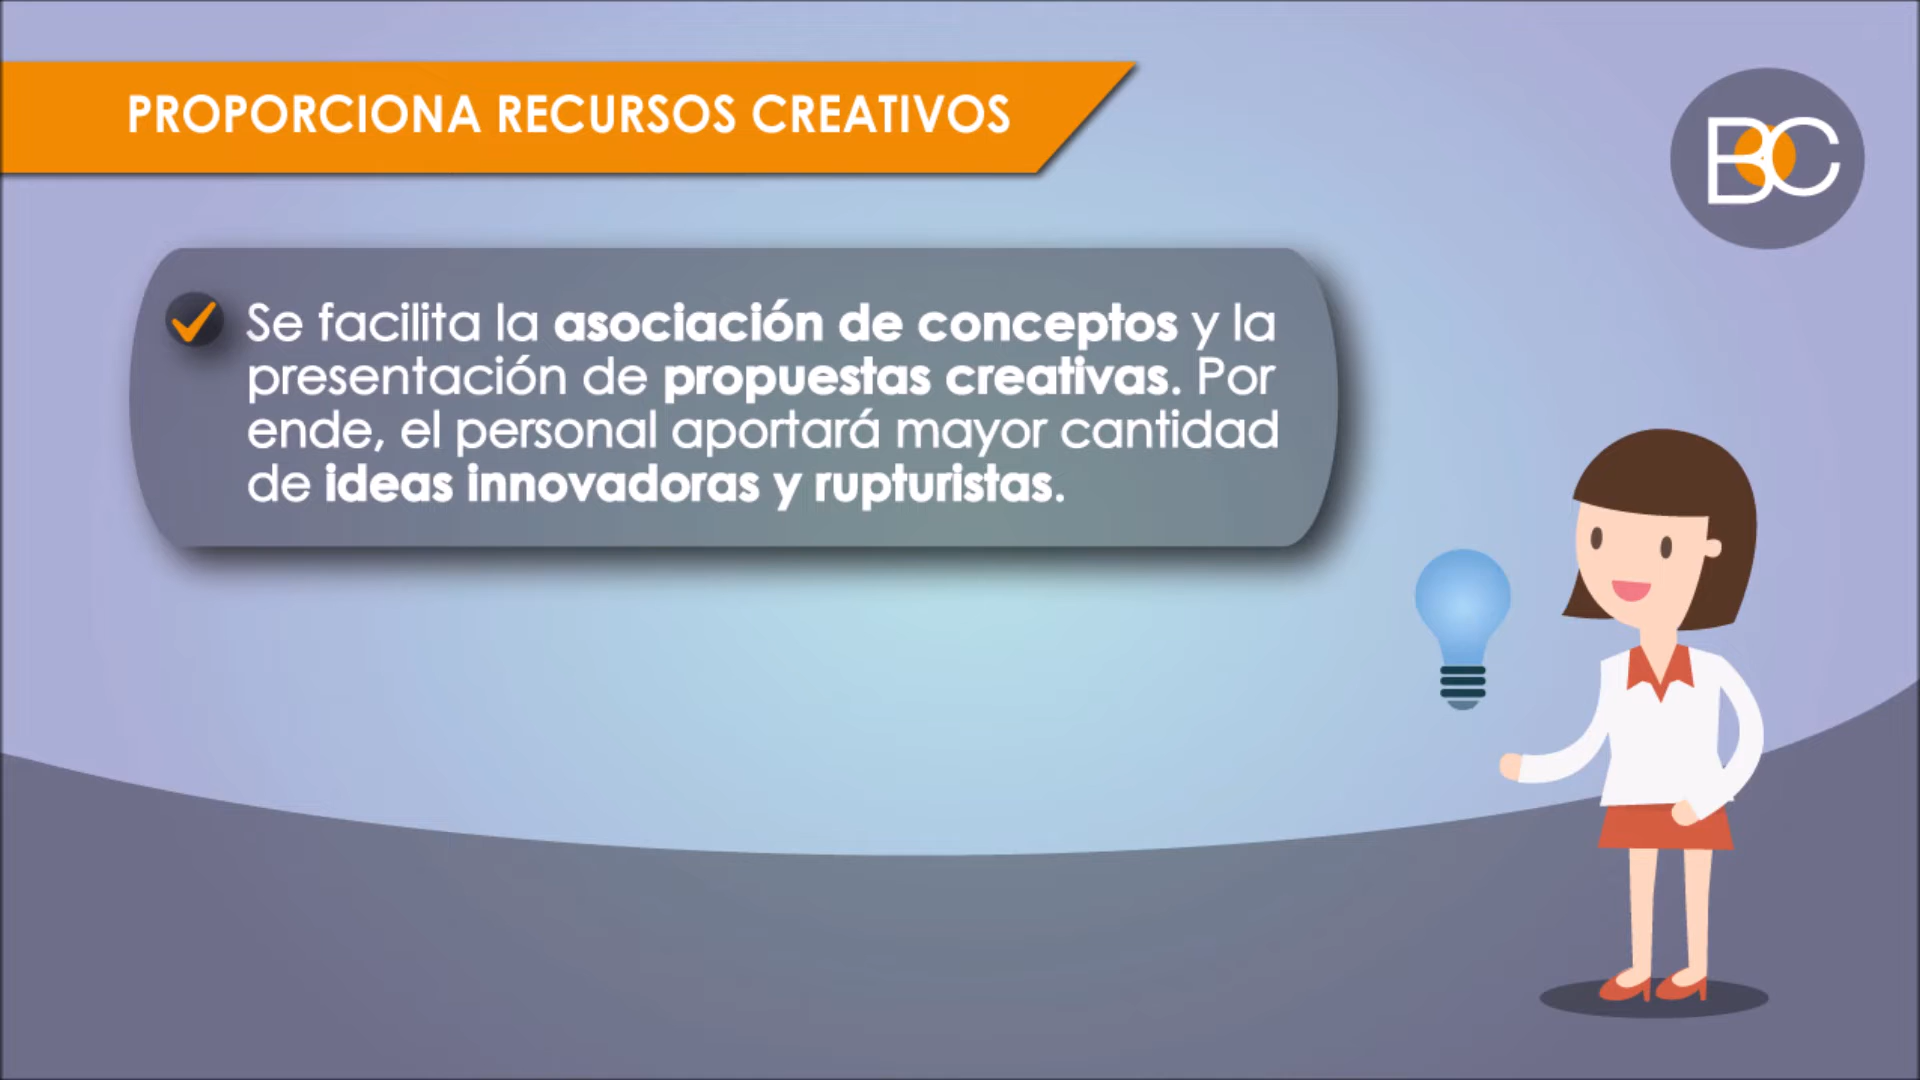 PROPORCIONA RECURSOS CREATIVOS
BC
Se facilita la asociación de conceptos y la
presentación de propuestas creativas. Por
ende, el personal aportará mayor cantidad
de ideas innovadoras y rupturistas.